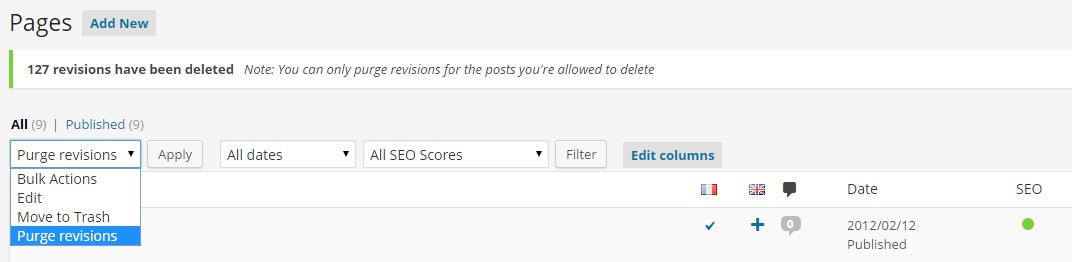 Pages Add New
127 revisions have been deleted Note: You can only purge revisions for the posts you're allowed to delete
All (9) | Published (9)
Purge revisions Apply All dates All SEO Scores Filter Edit columns
Bulk Actions
Edit
Move to Trash
Purge revisions
Date SEO
0 2012/02/12
Published